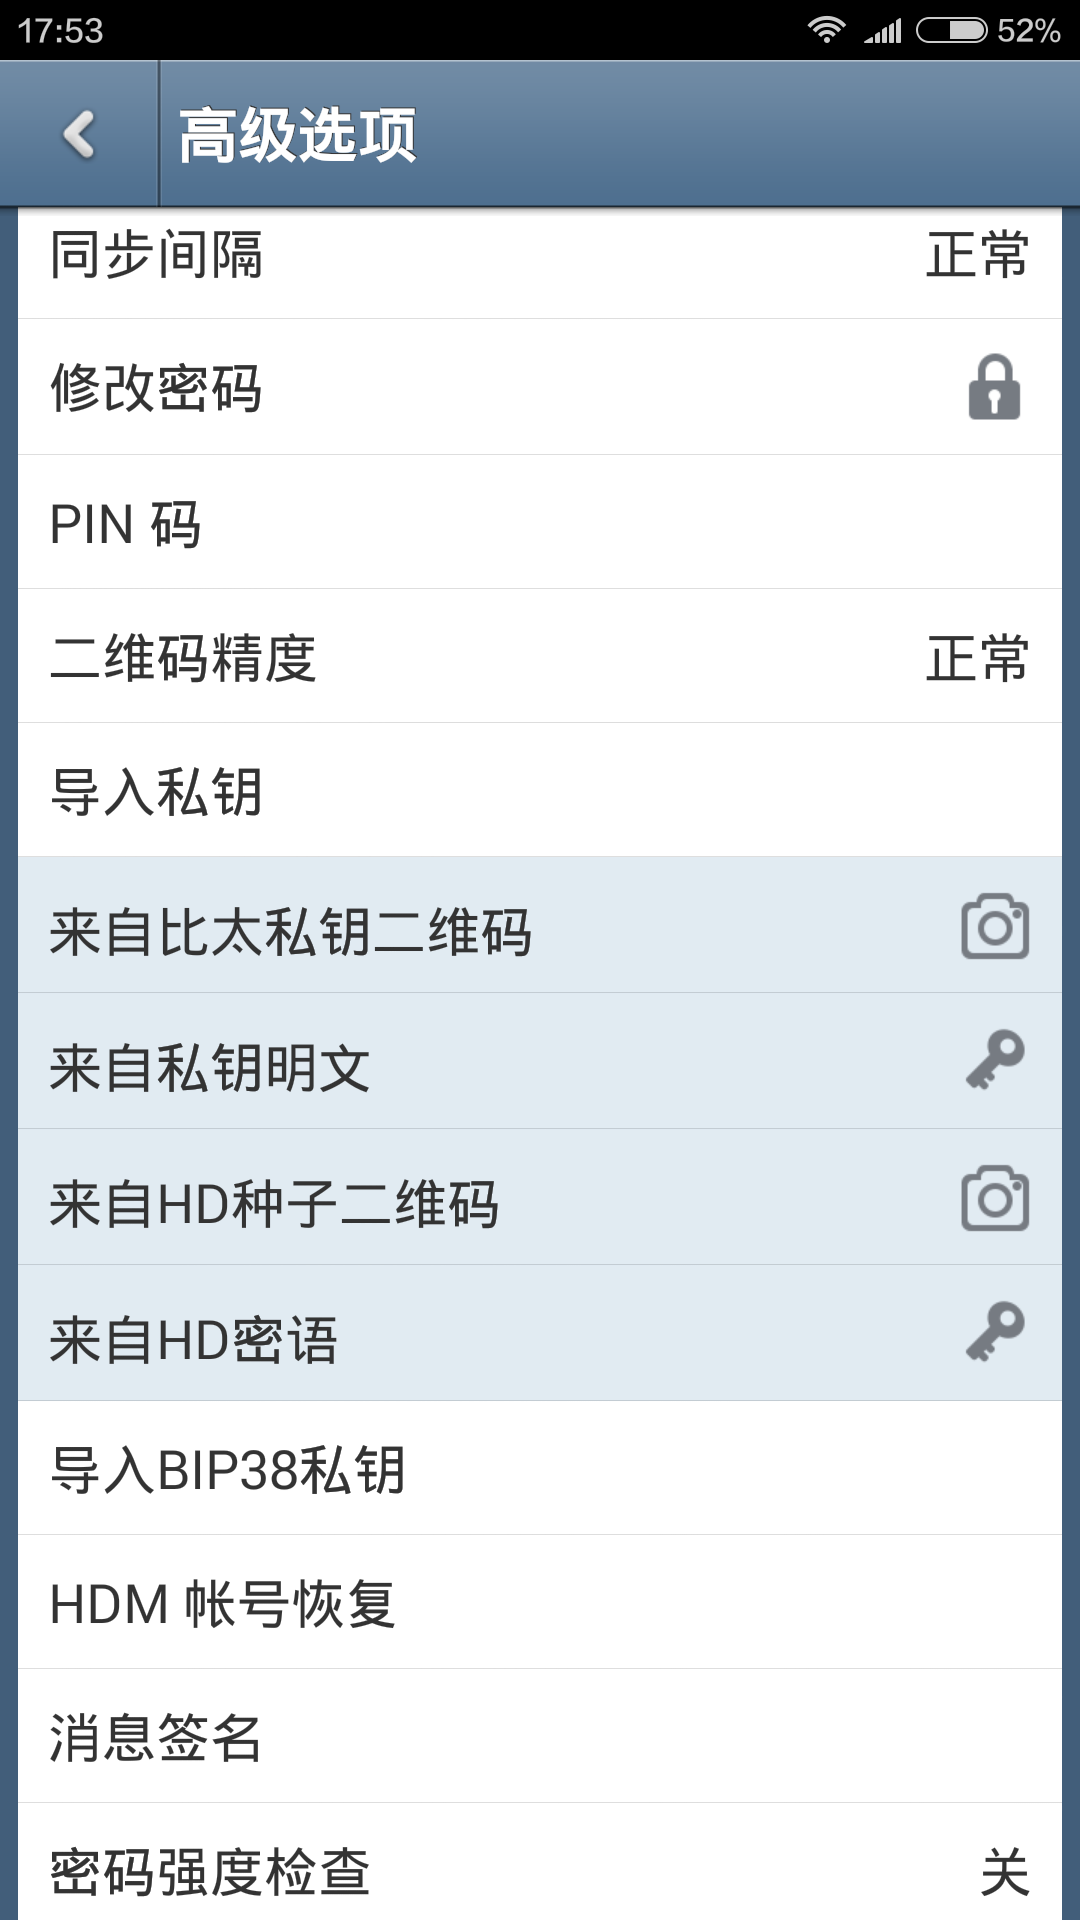 17:53 52%
高级选项
同步间隔 正常
修改密码
PIN 码
二维码精度 正常
导入私钥
来自比太私钥二维码
来自私钥明文
来自HD种子二维码
来自HD密语
导入BIP38私钥
HDM 帐号恢复
消息签名
密码强度检查 关